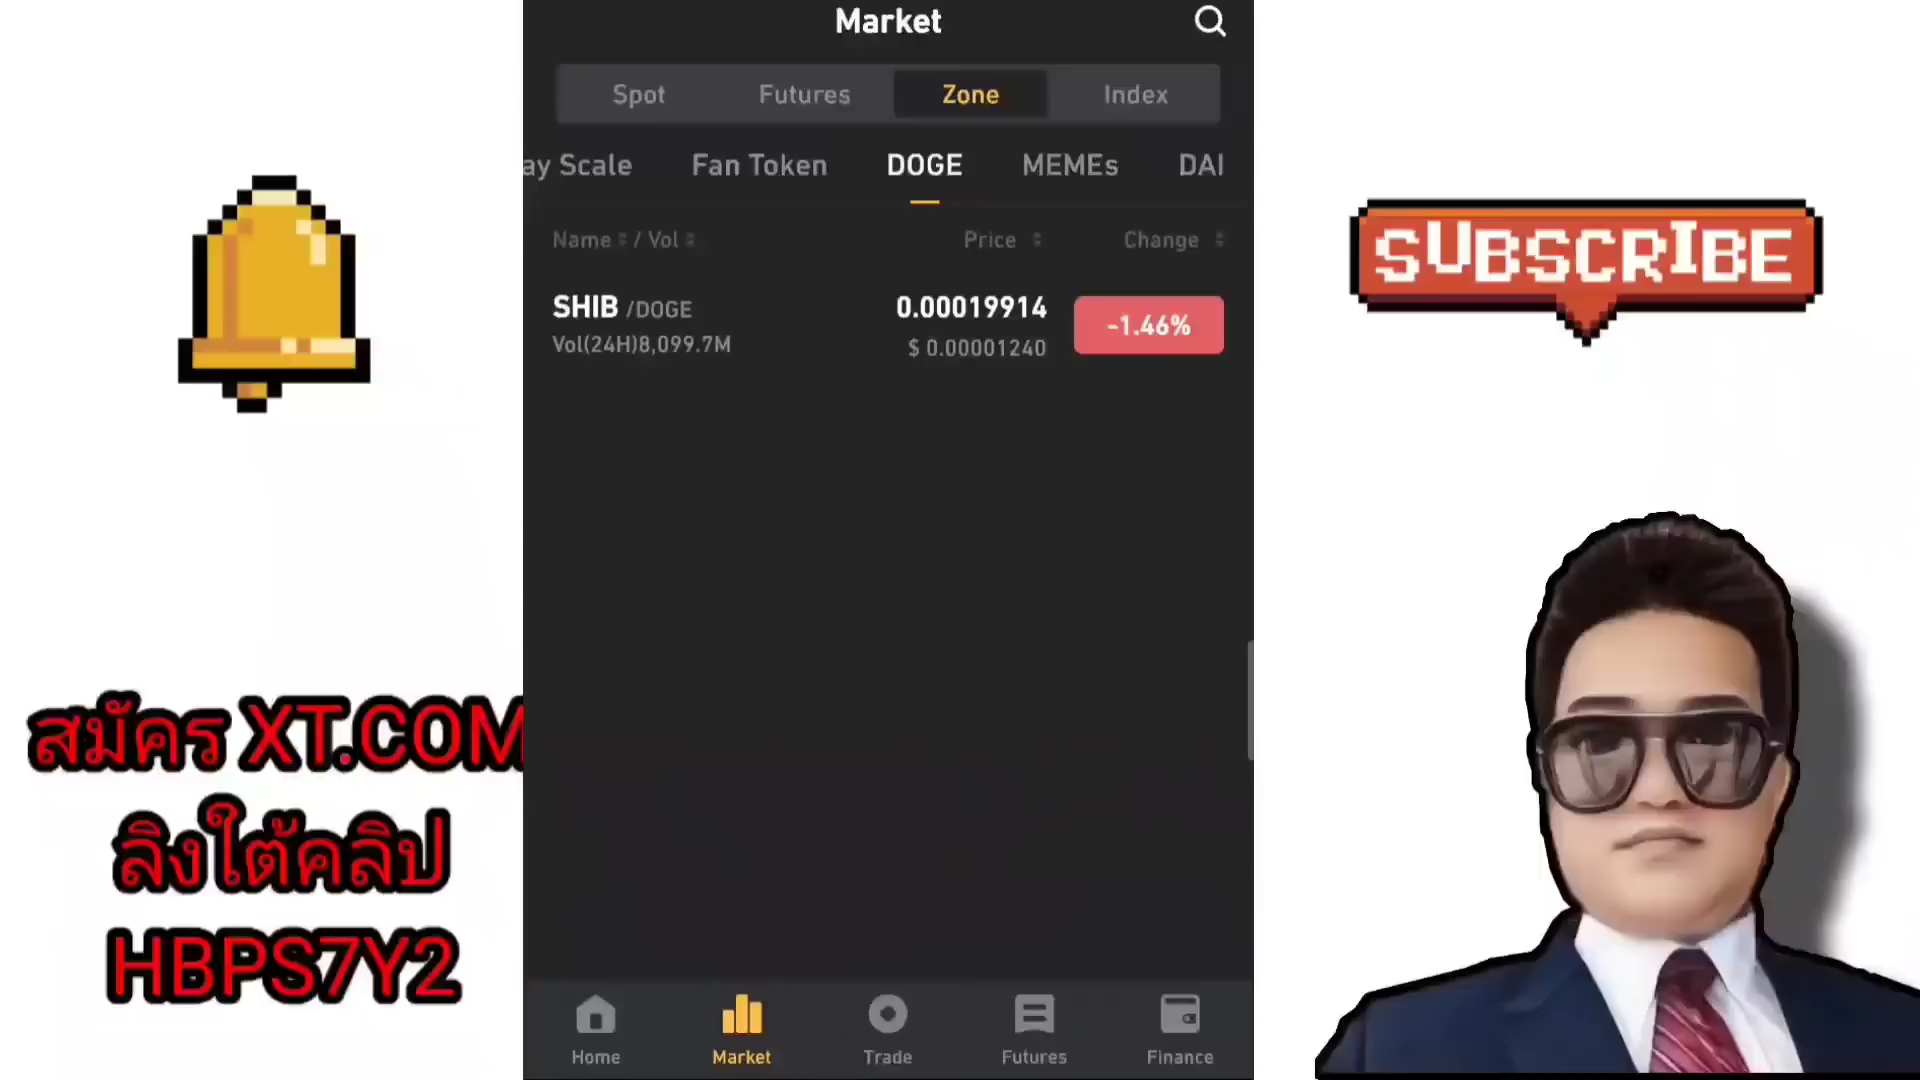 Market
Spot Futures Zone Index
ay Scale Fan Token DOGE MEMEs DAI
Name / Vol Price Change
SHIB /DOGE 0.00019914 -1.46%
Vol(24H)8,099.7M $ 0.00001240
SUBSCRIBE
สมัคร XT.COM
ลิงใต้คลิป
HBPS7Y2
Home Market Trade Futures Finance